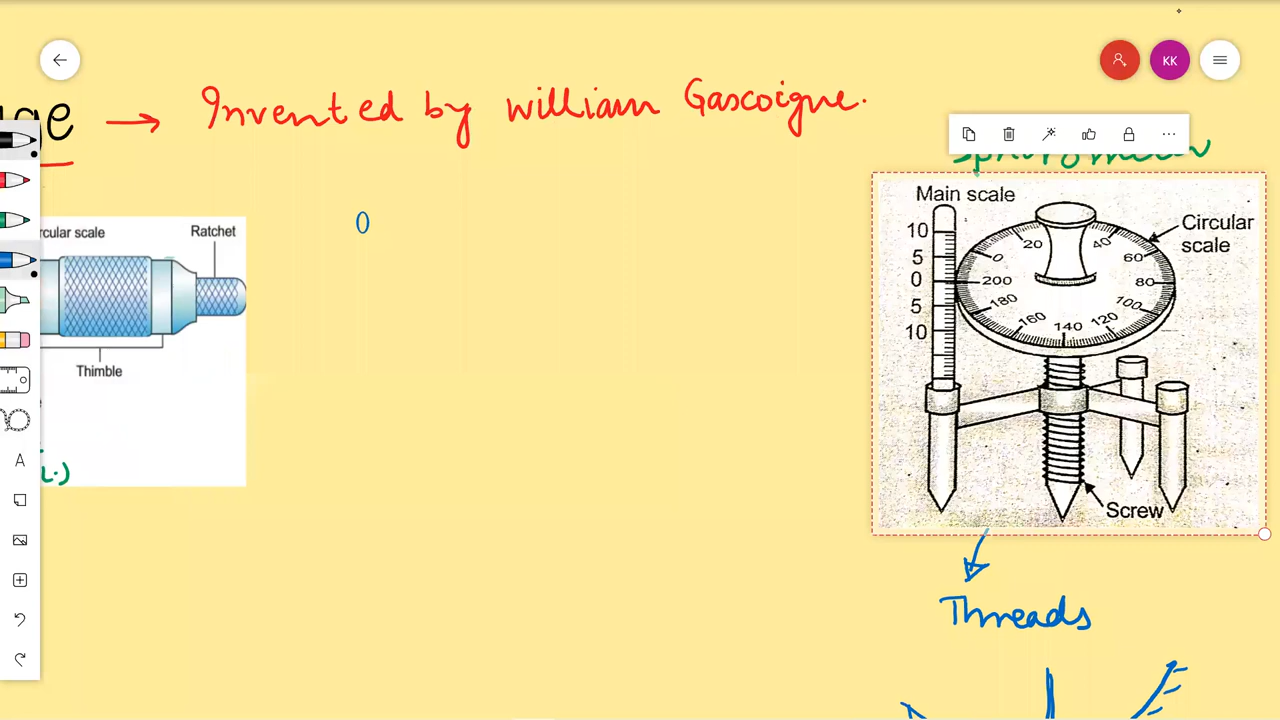 KK
ge → Invented by William Gascoigne.
Main scale
Circular
scale
10
5
0
5
10
0
20
40
60
80
100
120
140
160
180
200
Screw
rcular scale
Ratchet
Thimble
0
L.)
A
Threads